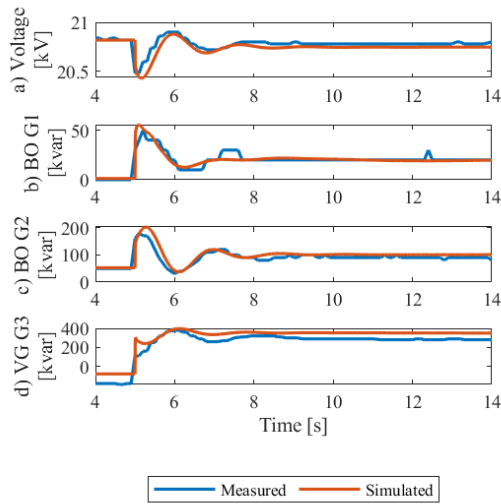 a) Voltage
[kV]
21
20.5
4 6 8 10 12 14
b) BO G1
[kvar]
50
0
4 6 8 10 12 14
c) BO G2
[kvar]
200
100
0
4 6 8 10 12 14
d) VG G3
[kvar]
400
200
0
4 6 8 10 12 14
Time [s]
Measured Simulated